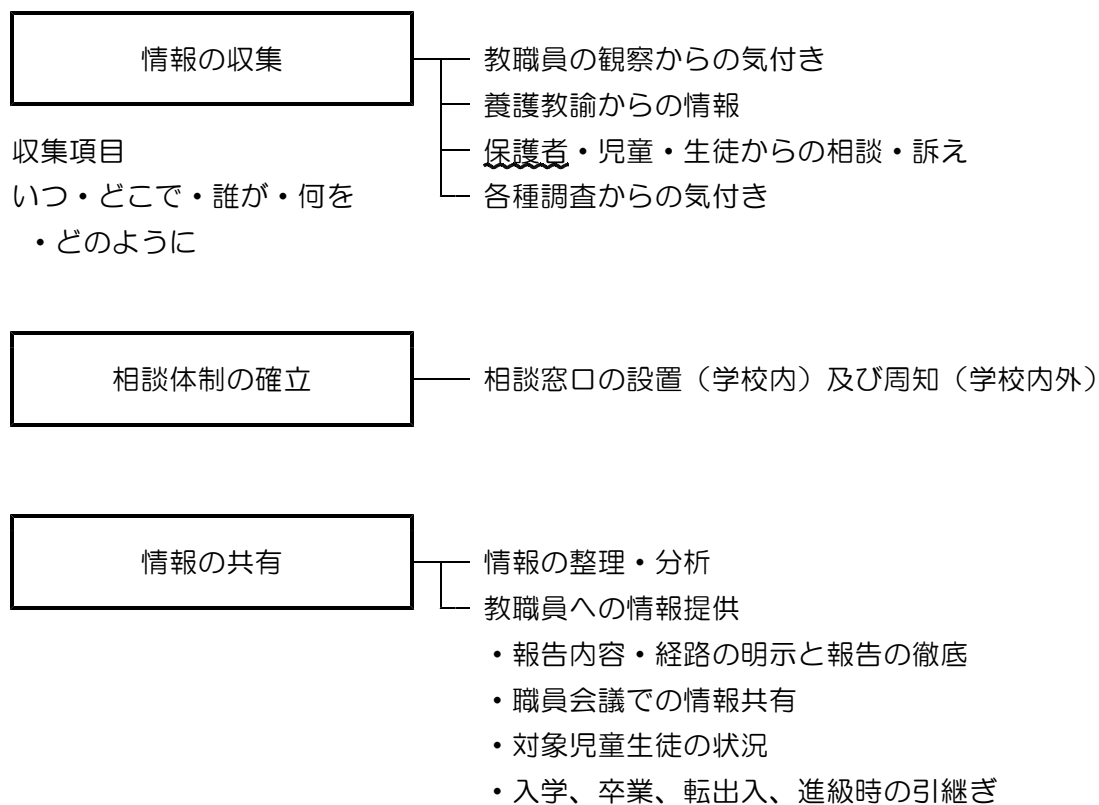 情報の収集
教職員の観察からの気付き
養護教諭からの情報
保護者・児童・生徒からの相談・訴え
各種調査からの気付き
収集項目
いつ・どこで・誰が・何を
・どのように
相談体制の確立
相談窓口の設置（学校内）及び周知（学校内外）
情報の共有
情報の整理・分析
教職員への情報提供
・報告内容・経路の明示と報告の徹底
・職員会議での情報共有
・対象児童生徒の状況
・入学、卒業、転出入、進級時の引継ぎ